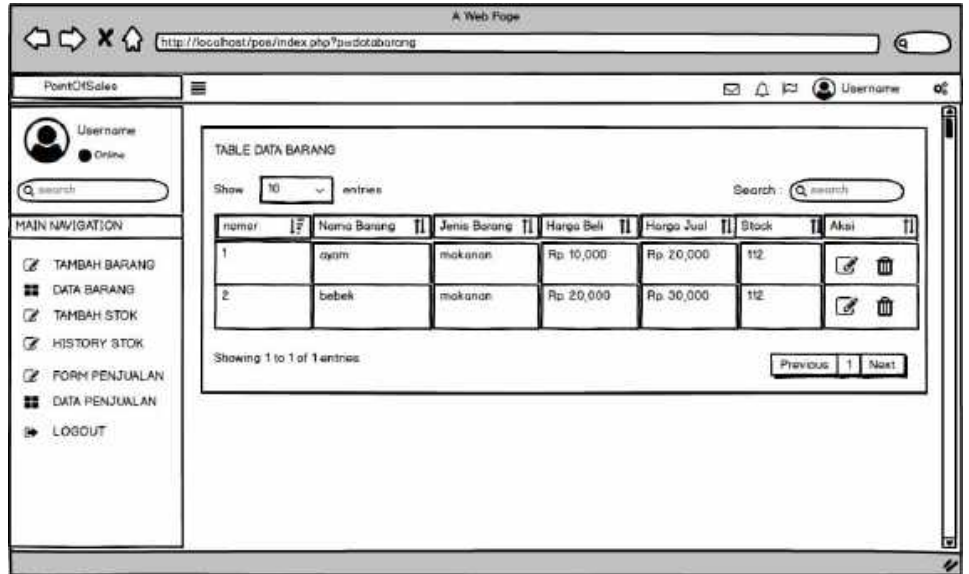 A Web Page
http://localhost/pos/index.php?p=databarang
PointOfSales
Username
Username
Online
search
MAIN NAVIGATION
TAMBAH BARANG
DATA BARANG
TAMBAH STOK
HISTORY STOK
FORM PENJUALAN
DATA PENJUALAN
LOGOUT
TABLE DATA BARANG
Show 10 entries
Search : search
nomor Nama Barang Jenis Barang Harga Beli Harga Jual Stock Aksi
1 ayam makanan Rp. 10,000 Rp. 20,000 112
2 bebek makanan Rp. 20,000 Rp. 30,000 112
Showing 1 to 1 of 1 entries
Previous 1 Next